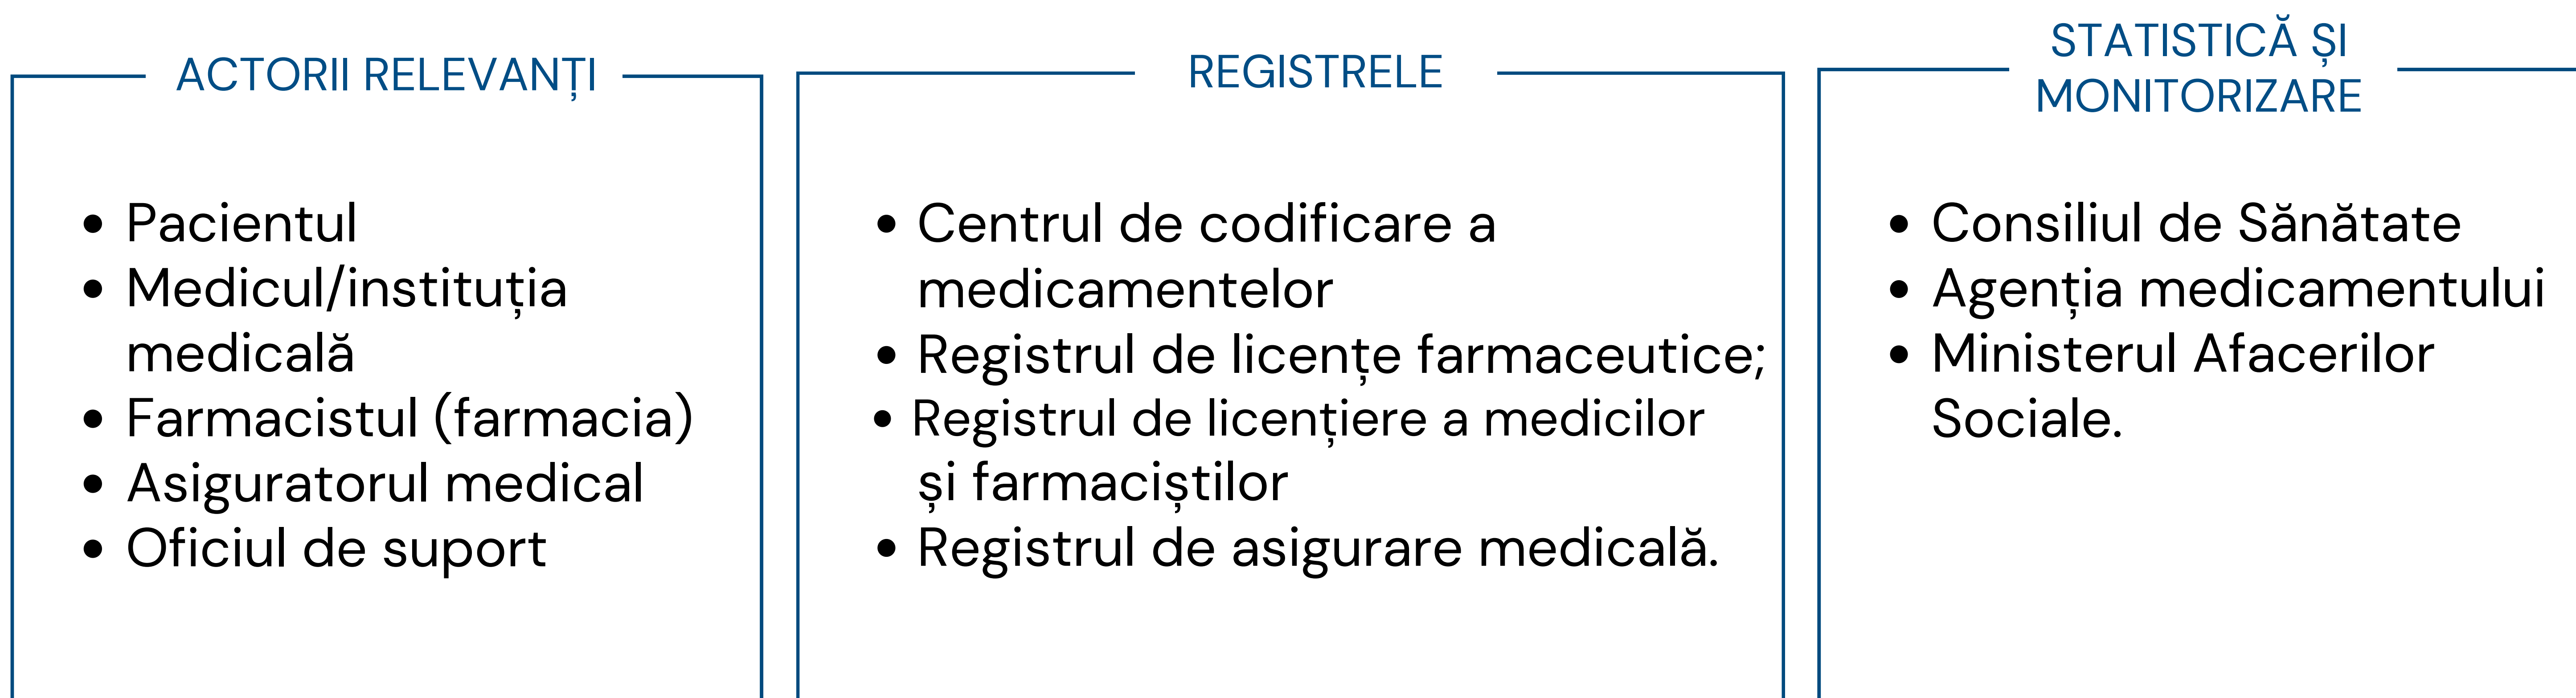 ACTORII RELEVANȚI
• Pacientul
• Medicul/instituția
medicală
• Farmacistul (farmacia)
• Asiguratorul medical
• Oficiul de suport
REGISTRELE
• Centrul de codificare a
medicamentelor
• Registrul de licențe farmaceutice;
• Registrul de licențiere a medicilor
și farmaciștilor
• Registrul de asigurare medicală.
STATISTICĂ ȘI
MONITORIZARE
• Consiliul de Sănătate
• Agenția medicamentului
• Ministerul Afacerilor
Sociale.